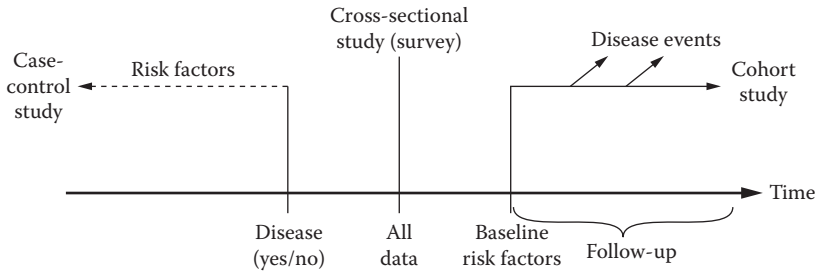 Cross-sectional
study (survey)
Disease events
Case-
control
study
Risk factors
Cohort
study
Time
Disease
(yes/no)
All
data
Baseline
risk factors
Follow-up